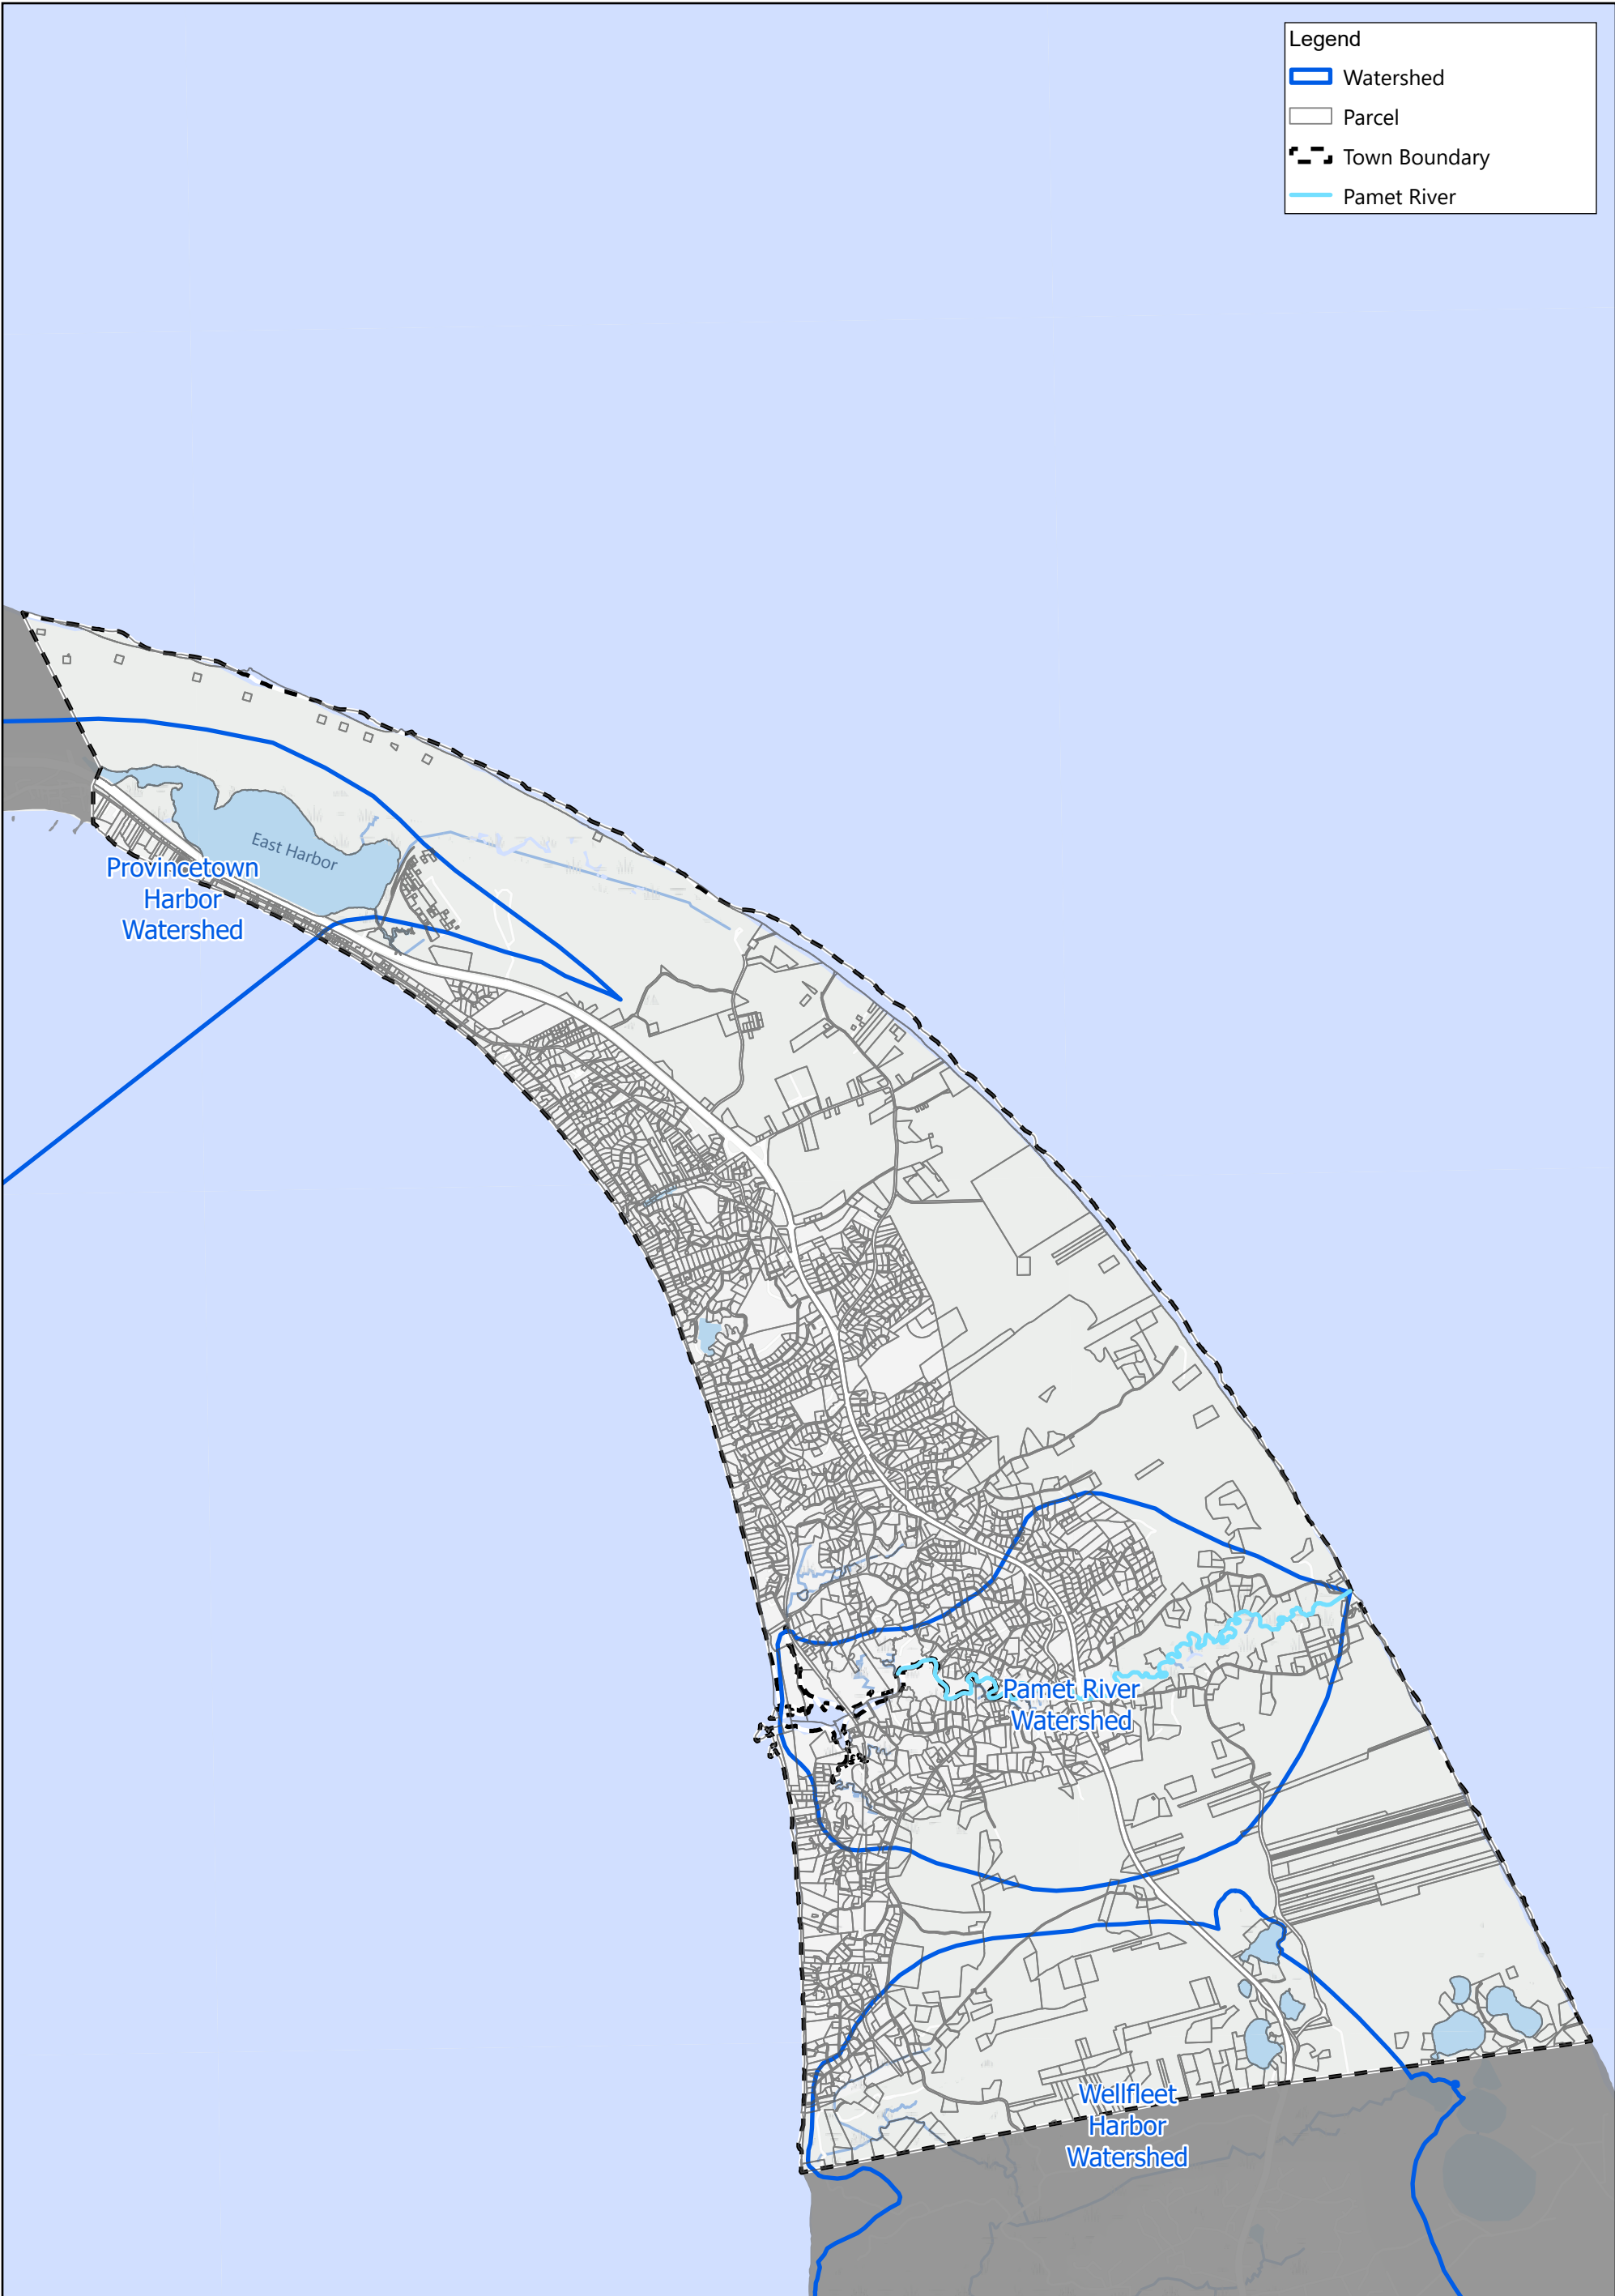 Legend
Watershed
Parcel
Town Boundary
Pamet River
East Harbor
Provincetown
Harbor
Watershed
Pamet River
Watershed
Wellfleet
Harbor
Watershed